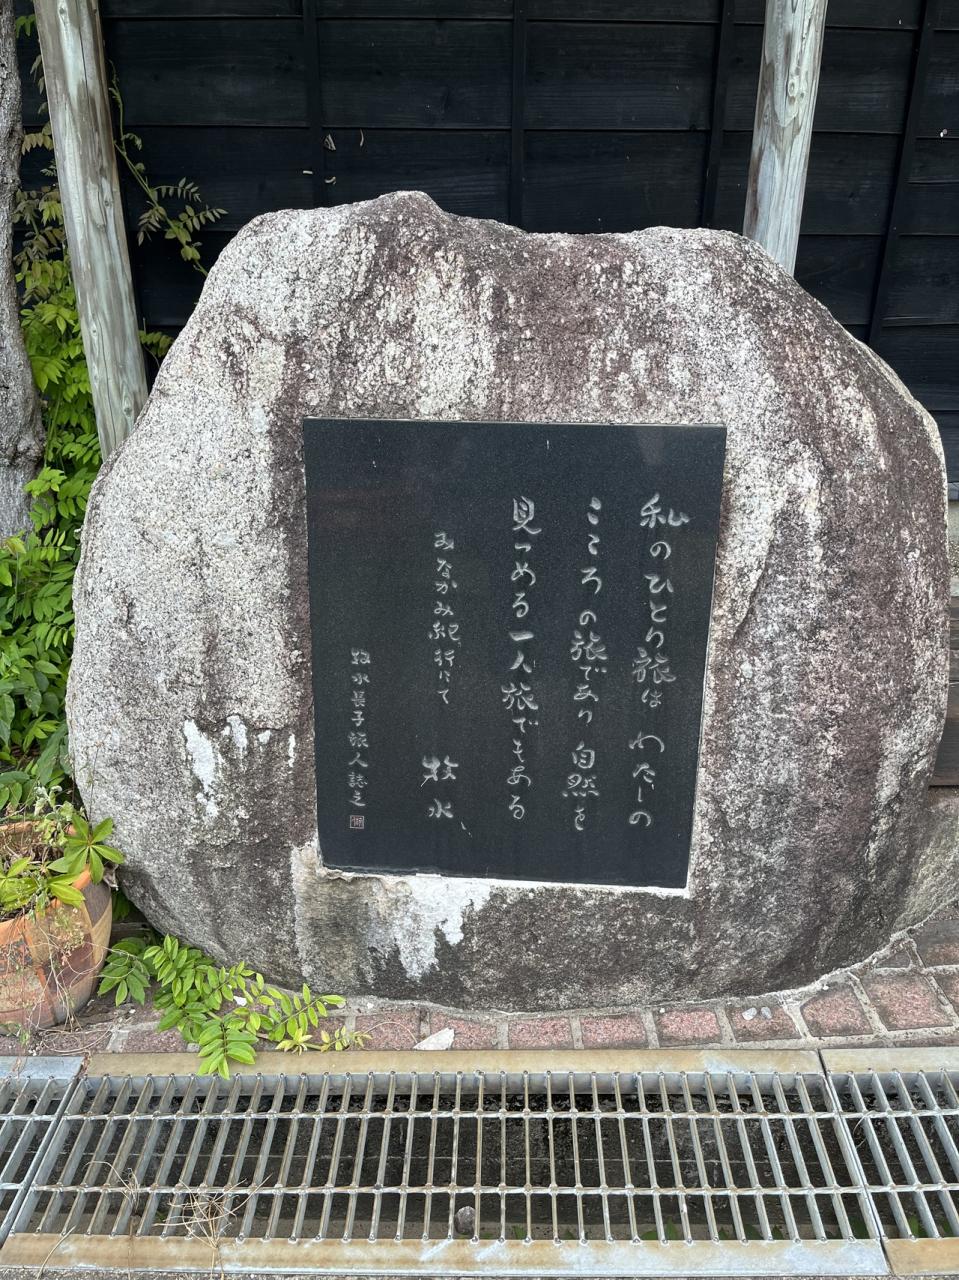 私のひとり旅は わたしの
こころの旅であり 自然を
見つめる一人旅でもある
みなかみ紀行にて 牧水
牧水長子旅人誌之